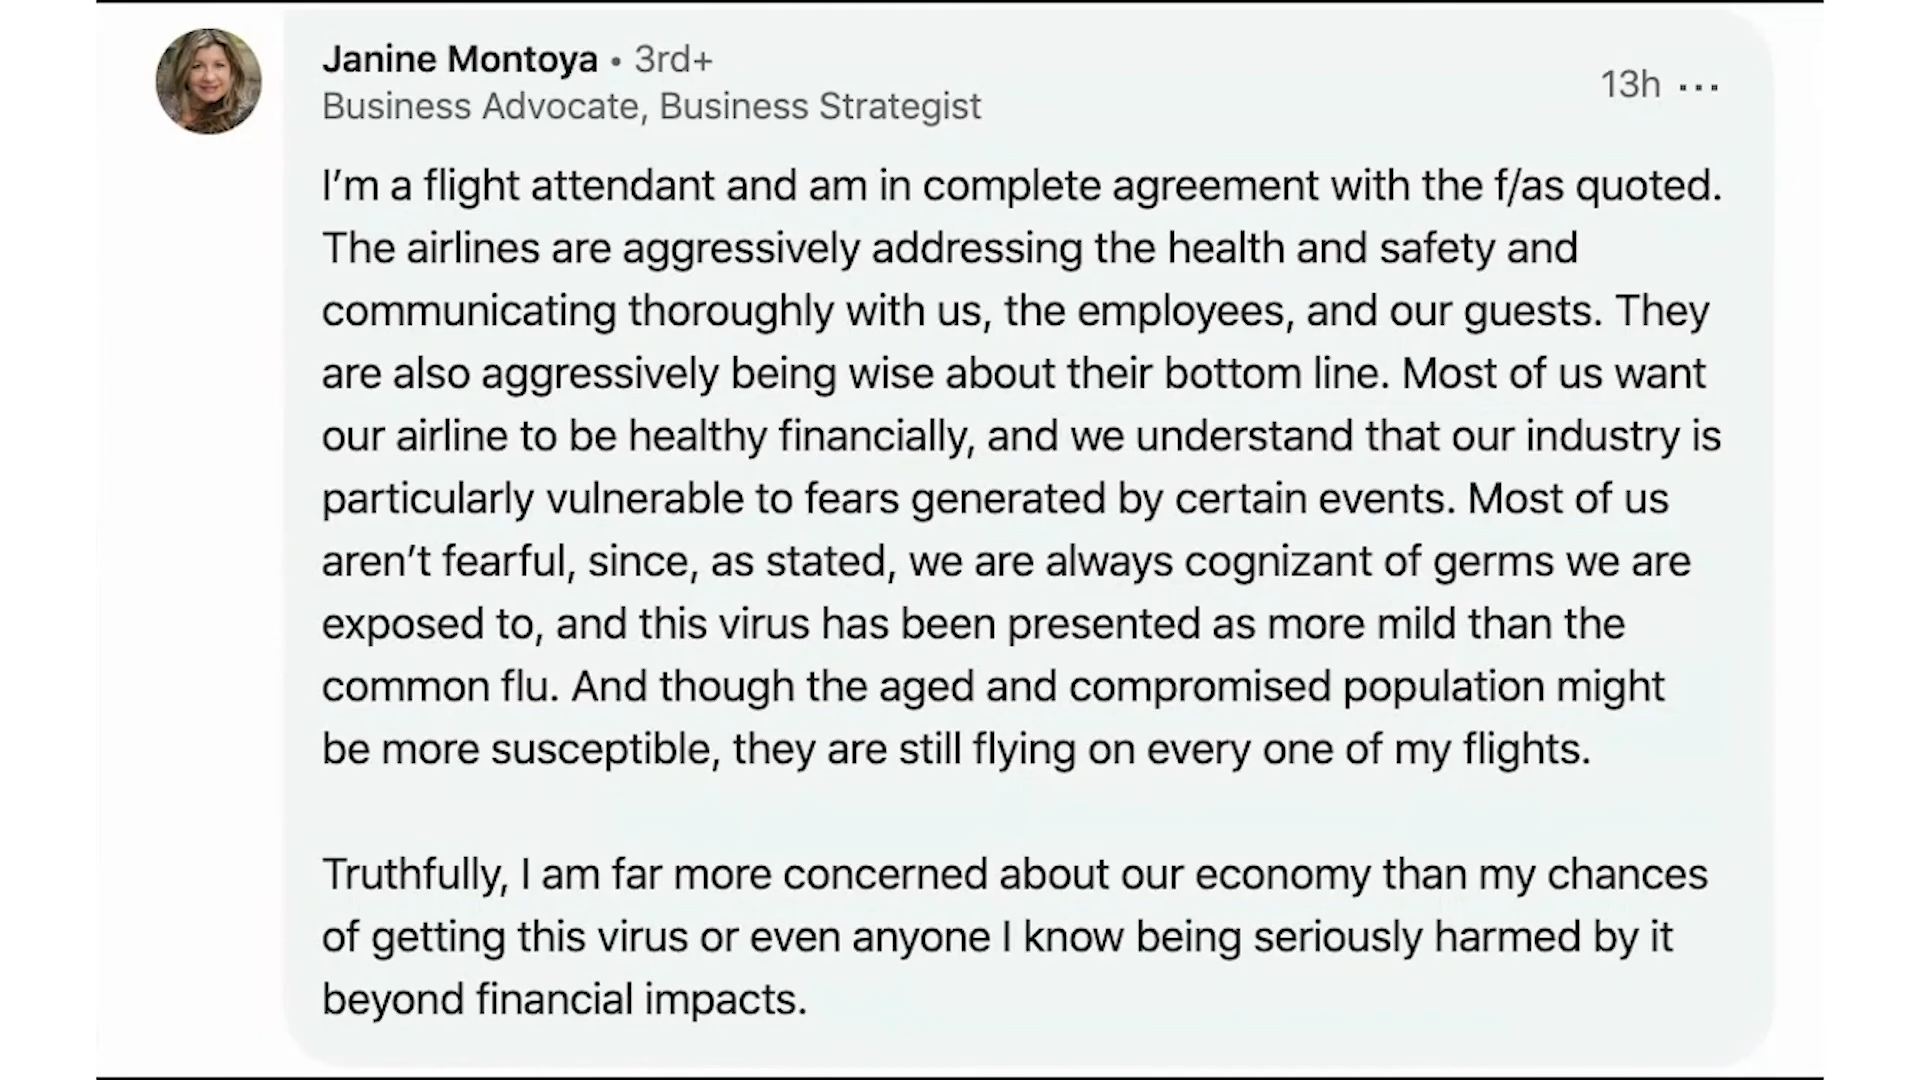 Janine Montoya • 3rd+
13h ...
Business Advocate, Business Strategist
I’m a flight attendant and am in complete agreement with the f/as quoted.
The airlines are aggressively addressing the health and safety and
communicating thoroughly with us, the employees, and our guests. They
are also aggressively being wise about their bottom line. Most of us want
our airline to be healthy financially, and we understand that our industry is
particularly vulnerable to fears generated by certain events. Most of us
aren’t fearful, since, as stated, we are always cognizant of germs we are
exposed to, and this virus has been presented as more mild than the
common flu. And though the aged and compromised population might
be more susceptible, they are still flying on every one of my flights.
Truthfully, I am far more concerned about our economy than my chances
of getting this virus or even anyone I know being seriously harmed by it
beyond financial impacts.